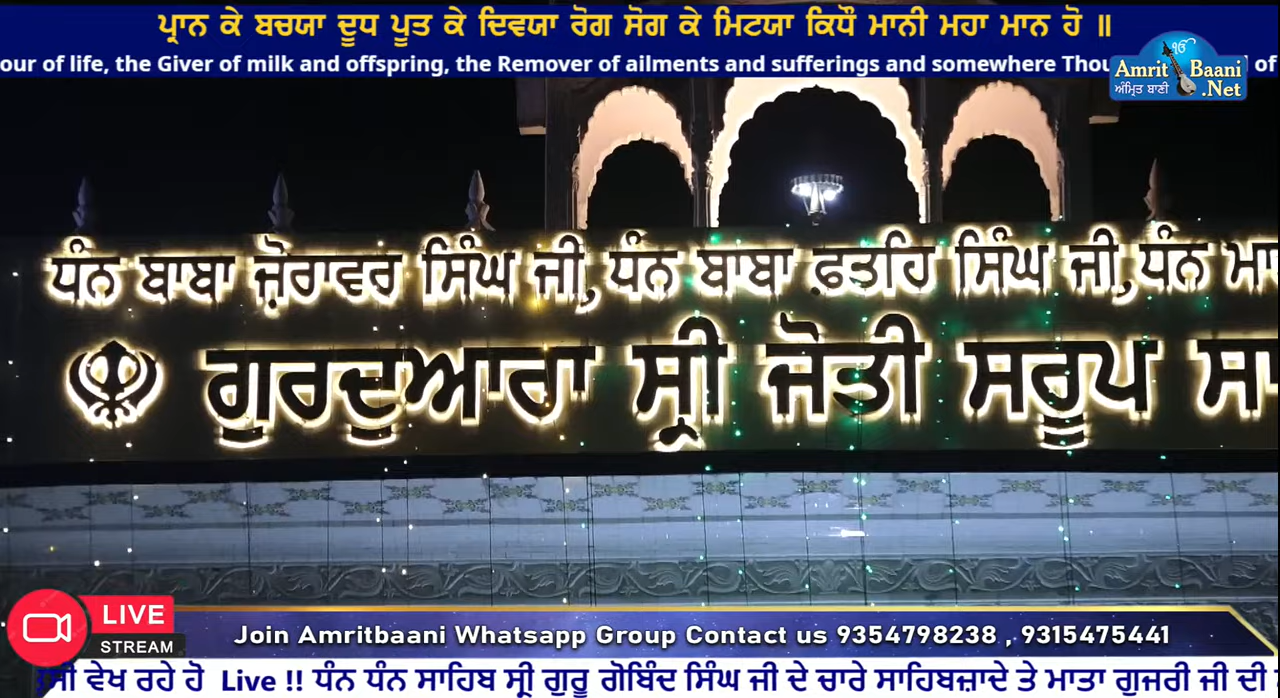 ਪ੍ਰਾਨ ਕੇ ਬਚਯਾ ਦੂਧ ਪੂਤ ਕੇ ਦਿਵਯਾ ਰੋਗ ਸੋਗ ਕੇ ਮਿਟਯਾ ਕਿਧੌ ਮਾਨੀ ਮਹਾ ਮਾਨ ਹੋ ॥
our of life, the Giver of milk and offspring, the Remover of ailments and sufferings and somewhere Thou of
ੴ
Amrit Baani
ਅੰਮ੍ਰਿਤ ਬਾਣੀ .Net
ਧੰਨ ਬਾਬਾ ਜ਼ੋਰਾਵਰ ਸਿੰਘ ਜੀ, ਧੰਨ ਬਾਬਾ ਫ਼ਤਹਿ ਸਿੰਘ ਜੀ, ਧੰਨ ਮਾ
ਗੁਰਦੁਆਰਾ ਸ੍ਰੀ ਜੋਤੀ ਸਰੂਪ ਸਾ
LIVE
STREAM
Join Amritbaani Whatsapp Group Contact us 9354798238 , 9315475441
ਵੇਖ ਰਹੇ ਹੋ Live !! ਧੰਨ ਧੰਨ ਸਾਹਿਬ ਸ੍ਰੀ ਗੁਰੂ ਗੋਬਿੰਦ ਸਿੰਘ ਜੀ ਦੇ ਚਾਰੇ ਸਾਹਿਬਜ਼ਾਦੇ ਤੇ ਮਾਤਾ ਗੁਜਰੀ ਜੀ ਦੀ